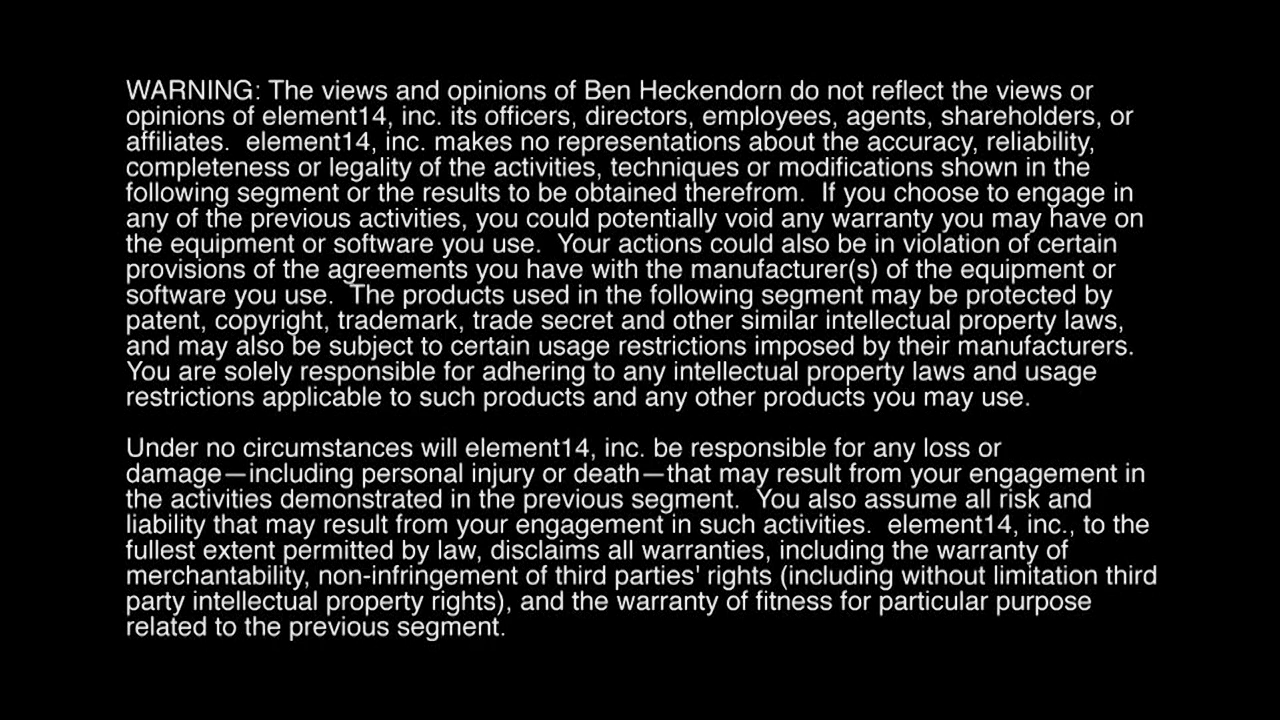 WARNING: The views and opinions of Ben Heckendorn do not reflect the views or
opinions of element14, inc. its officers, directors, employees, agents, shareholders, or
affiliates.  element14, inc. makes no representations about the accuracy, reliability,
completeness or legality of the activities, techniques or modifications shown in the
following segment or the results to be obtained therefrom.  If you choose to engage in
any of the previous activities, you could potentially void any warranty you may have on
the equipment or software you use.  Your actions could also be in violation of certain
provisions of the agreements you have with the manufacturer(s) of the equipment or
software you use.  The products used in the following segment may be protected by
patent, copyright, trademark, trade secret and other similar intellectual property laws,
and may also be subject to certain usage restrictions imposed by their manufacturers.
You are solely responsible for adhering to any intellectual property laws and usage
restrictions applicable to such products and any other products you may use.
Under no circumstances will element14, inc. be responsible for any loss or
damage—including personal injury or death—that may result from your engagement in
the activities demonstrated in the previous segment.  You also assume all risk and
liability that may result from your engagement in such activities.  element14, inc., to the
fullest extent permitted by law, disclaims all warranties, including the warranty of
merchantability, non-infringement of third parties' rights (including without limitation third
party intellectual property rights), and the warranty of fitness for particular purpose
related to the previous segment.